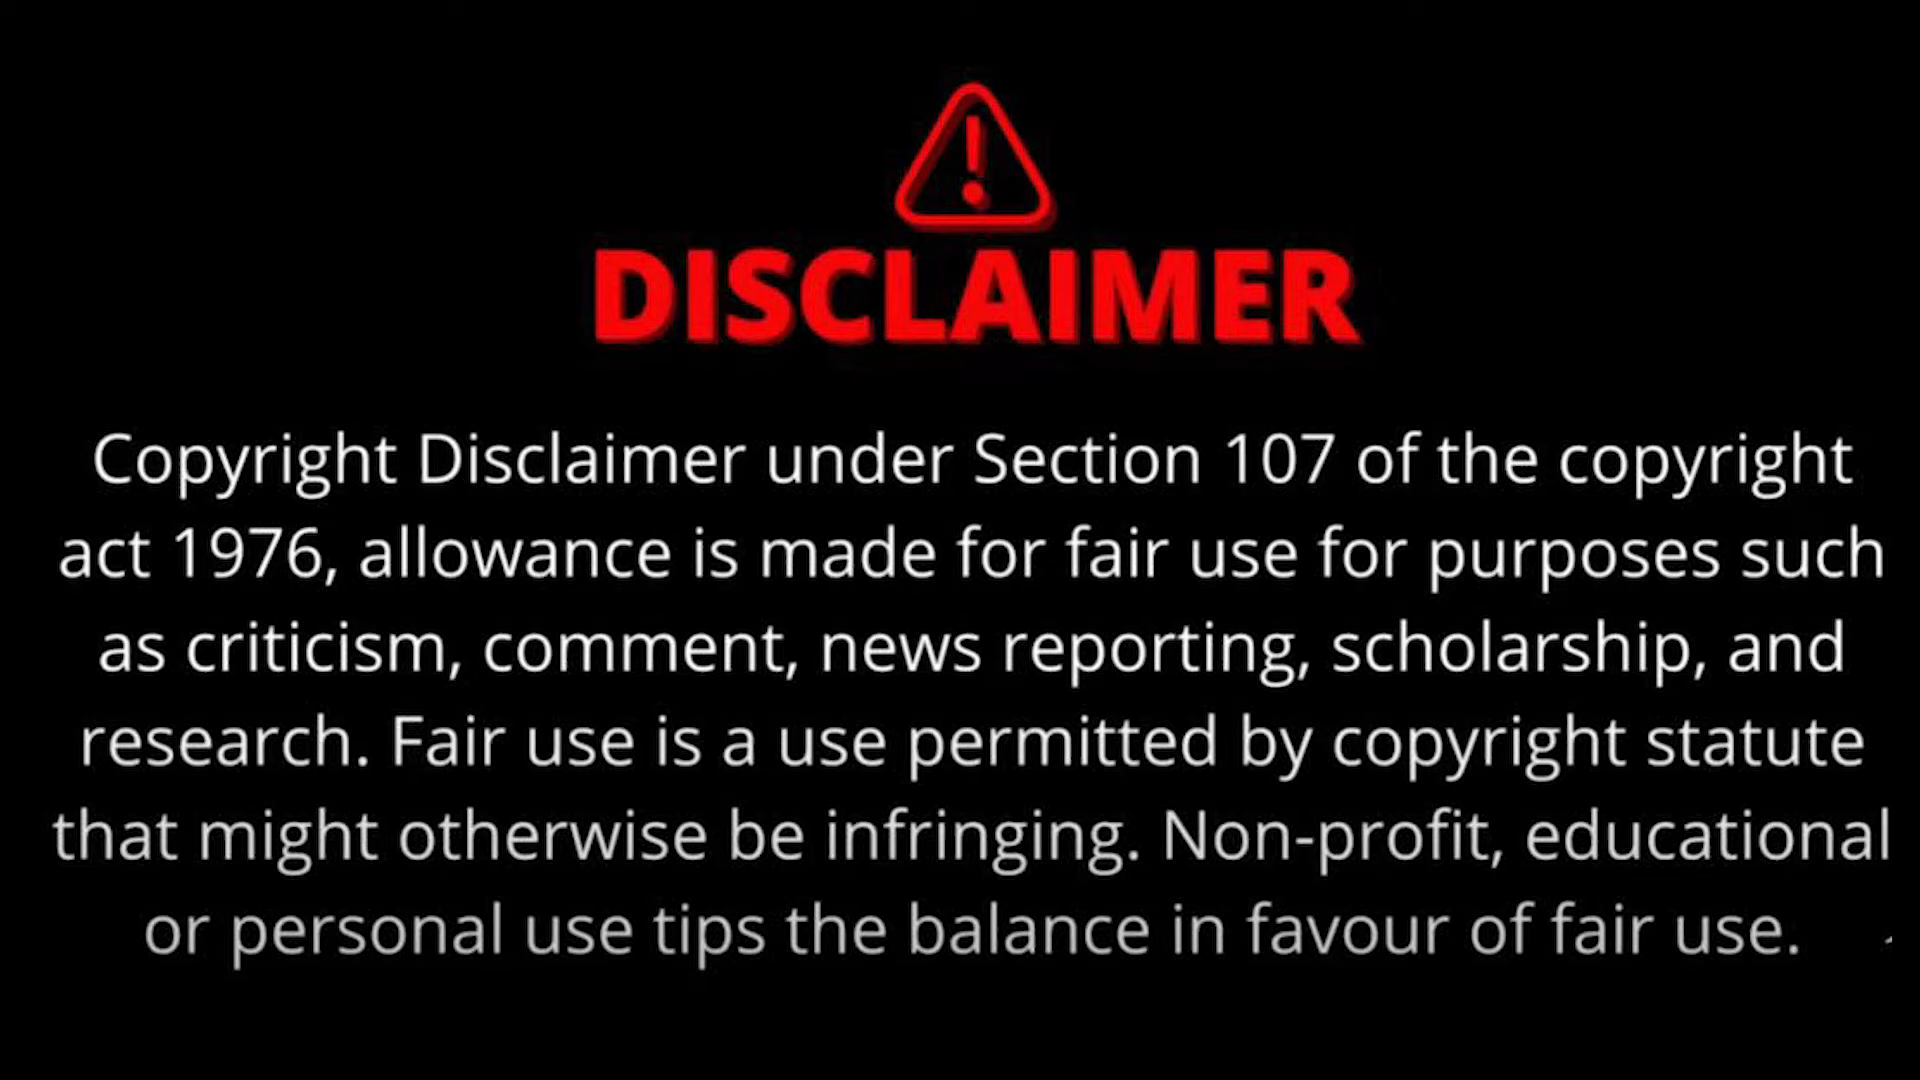 DISCLAIMER
Copyright Disclaimer under Section 107 of the copyright
act 1976, allowance is made for fair use for purposes such
as criticism, comment, news reporting, scholarship, and
research. Fair use is a use permitted by copyright statute
that might otherwise be infringing. Non-profit, educational
or personal use tips the balance in favour of fair use.